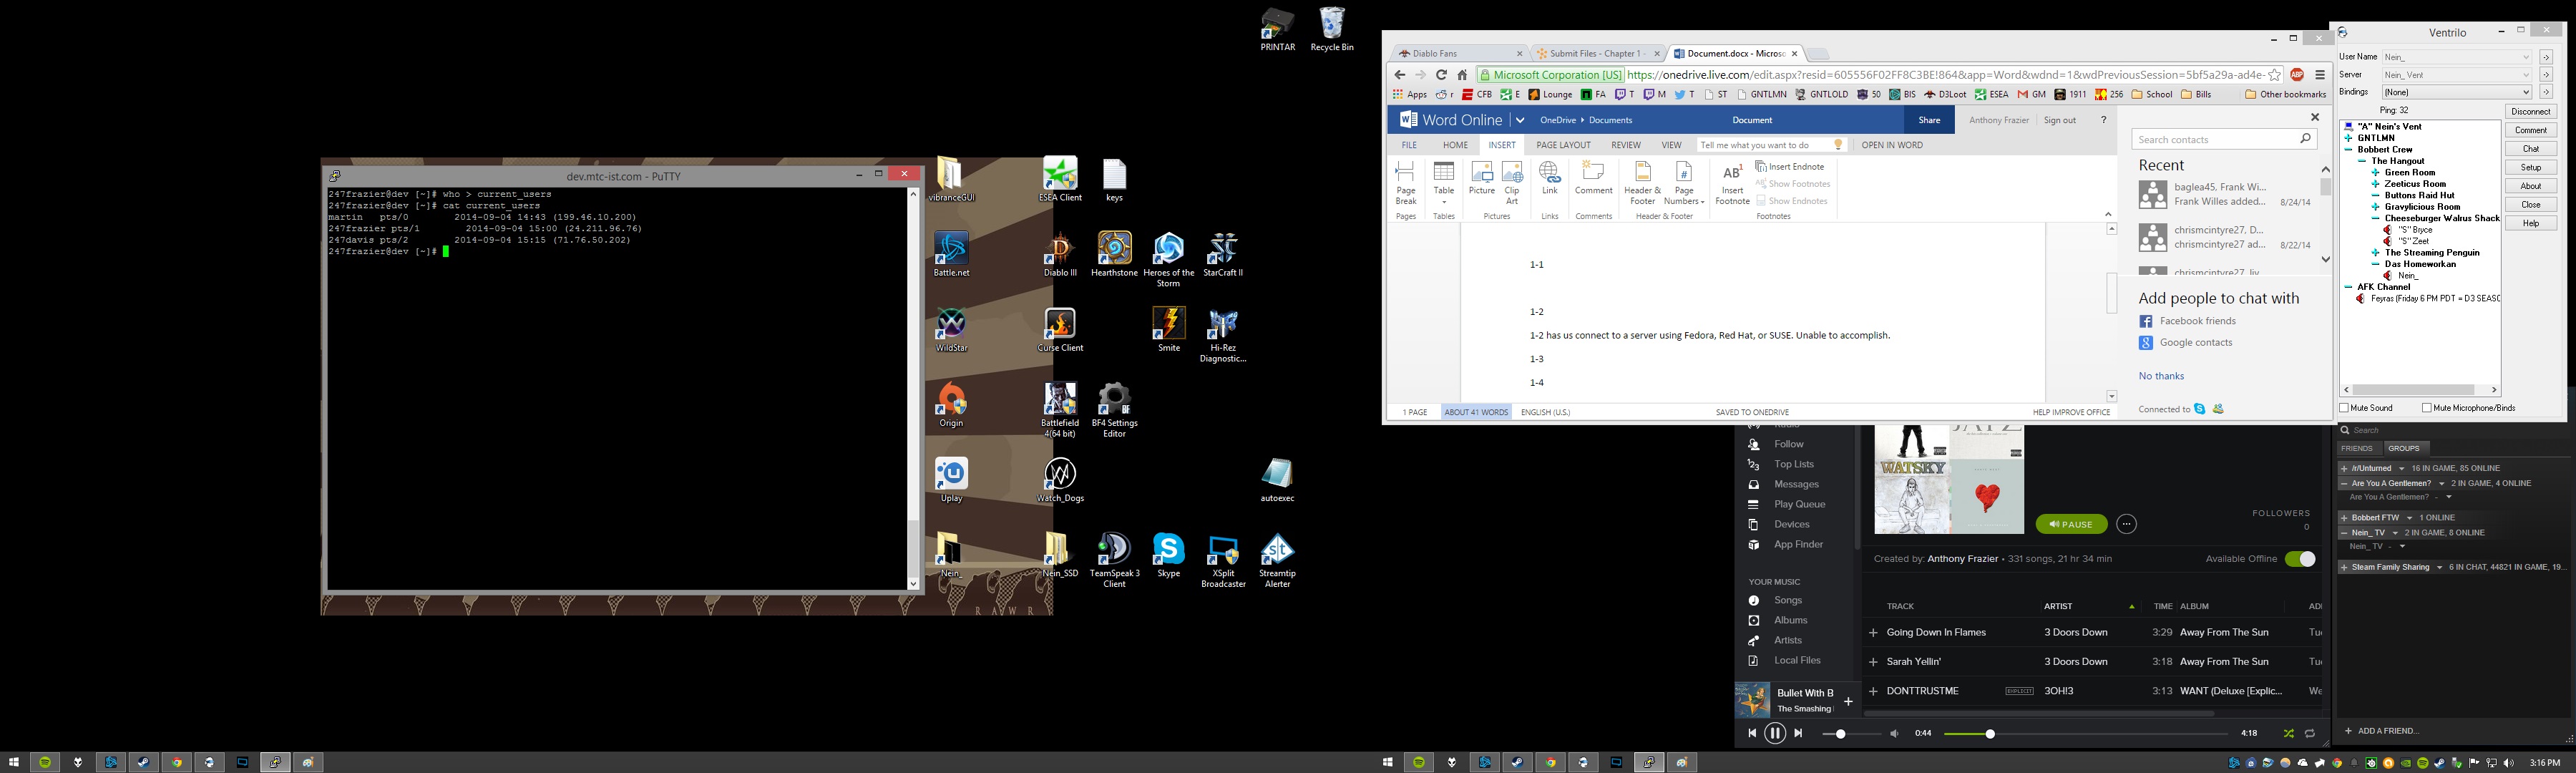 PRINTAR
Recycle Bin
dev.mtc-ist.com - PuTTY
247frazier@dev [~]# who > current_users
247frazier@dev [~]# cat current_users
martin pts/0 2014-09-04 14:43 (199.46.10.200)
247frazier pts/1 2014-09-04 15:00 (24.211.96.76)
247davis pts/2 2014-09-04 15:15 (71.76.50.202)
247frazier@dev [~]#
vibranceGUI
ESEA Client
keys
Battle.net
Diablo III
Hearthstone
Heroes of the Storm
StarCraft II
WildStar
Curse Client
Smite
Hi-Rez Diagnostic...
Origin
Battlefield 4(64 bit)
BF4 Settings Editor
Uplay
Watch_Dogs
autoexec
Nein_
Nein_SSD
TeamSpeak 3 Client
Skype
XSplit Broadcaster
Streamtip Alerter
R A W R
Diablo Fans
Submit Files - Chapter 1 -
Document.docx - Microso
Microsoft Corporation [US] https://onedrive.live.com/edit.aspx?resid=605556F02FF8C3BE!864&app=Word&wdnd=1&wdPreviousSession=5bf5a29a-ad4e-
Apps r CFB E Lounge FA T M T ST GNTLMN GNTLOLD 50 BIS D3Loot ESEA GM 1911 256 School Bills Other bookmarks
Word Online OneDrive Documents Document Share Anthony Frazier Sign out ?
FILE HOME INSERT PAGE LAYOUT REVIEW VIEW Tell me what you want to do OPEN IN WORD
Page Break
Table
Picture
Clip Art
Link
Comment
Header & Footer
Page Numbers
AB1
Insert Footnote
Insert Endnote
Show Footnotes
Show Endnotes
Pages Tables Pictures Links Comments Header & Footer Footnotes
1-1
1-2
1-2 has us connect to a server using Fedora, Red Hat, or SUSE. Unable to accomplish.
1-3
1-4
1 PAGE ABOUT 41 WORDS ENGLISH (U.S.) SAVED TO ONEDRIVE HELP IMPROVE OFFICE
Search contacts
Recent
baglea45, Frank Wi...
Frank Willes added... 8/24/14
chrismcintyre27, D...
chrismcintyre27 ad... 8/22/14
Add people to chat with
Facebook friends
Google contacts
No thanks
Connected to
Ventrilo
User Name Nein_
Server Nein_ Vent
Bindings (None)
Ping: 32
"A" Nein's Vent
GNTLMN
Bobbert Crew
The Hangout
Green Room
Zeeticus Room
Buttons Raid Hut
Gravylicious Room
Cheeseburger Walrus Shack
"S" Bryce
"S" Zeet
The Streaming Penguin
Das Homeworkan
Nein_
AFK Channel
Feyras (Friday 6 PM PDT = D3 SEASO
Disconnect
Comment
Chat
Setup
About
Close
Help
Mute Sound
Mute Microphone/Binds
Follow
Top Lists
Messages
Play Queue
Devices
App Finder
YOUR MUSIC
Songs
Albums
Artists
Local Files
WATSKY
PAUSE
FOLLOWERS
0
Created by: Anthony Frazier • 331 songs, 21 hr 34 min
Available Offline
TRACK ARTIST TIME ALBUM
Going Down In Flames 3 Doors Down 3:29 Away From The Sun Tu
Sarah Yellin' 3 Doors Down 3:18 Away From The Sun Tu
DONTTRUSTME EXPLICIT 3OH!3 3:13 WANT (Deluxe [Explic... We
Bullet With B
The Smashing
0:44
4:18
Search
FRIENDS GROUPS
/r/Unturned 16 IN GAME, 85 ONLINE
Are You A Gentlemen? 2 IN GAME, 4 ONLINE
Are You A Gentlemen? -
Bobbert FTW 1 ONLINE
Nein_ TV 2 IN GAME, 8 ONLINE
Nein_ TV -
Steam Family Sharing 6 IN CHAT, 44821 IN GAME, 19...
ADD A FRIEND...
3:16 PM